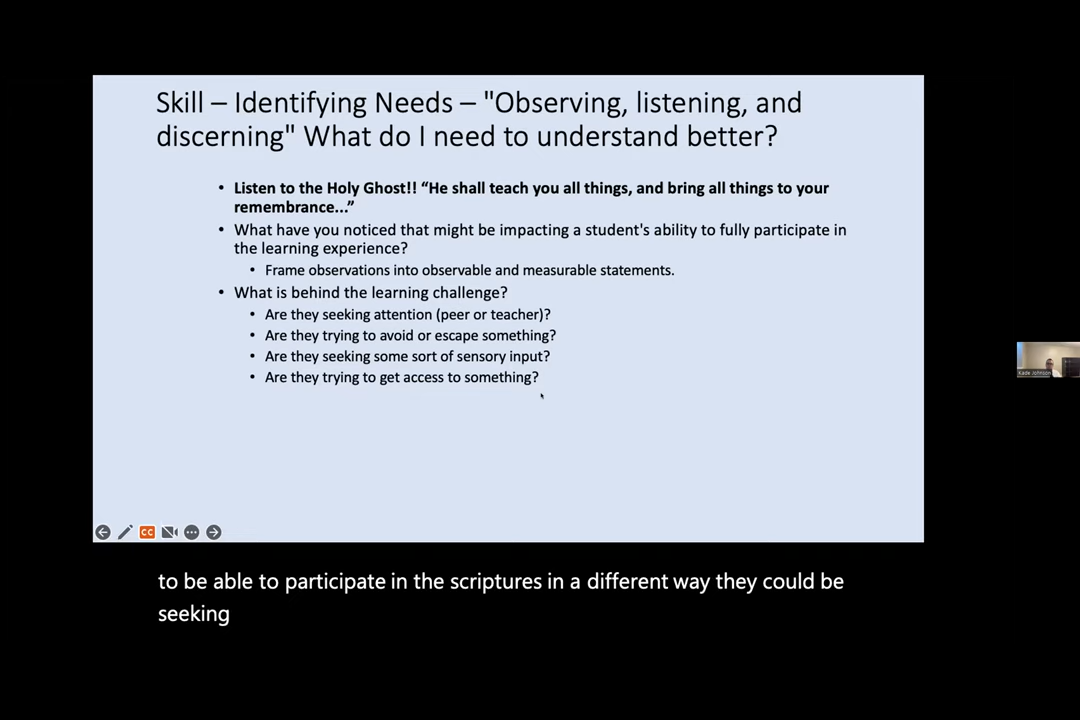 Skill – Identifying Needs – "Observing, listening, and
discerning" What do I need to understand better?
• Listen to the Holy Ghost!! “He shall teach you all things, and bring all things to your
remembrance...”
• What have you noticed that might be impacting a student's ability to fully participate in
the learning experience?
• Frame observations into observable and measurable statements.
• What is behind the learning challenge?
• Are they seeking attention (peer or teacher)?
• Are they trying to avoid or escape something?
• Are they seeking some sort of sensory input?
• Are they trying to get access to something?
Kade Johnson
CC
to be able to participate in the scriptures in a different way they could be
seeking